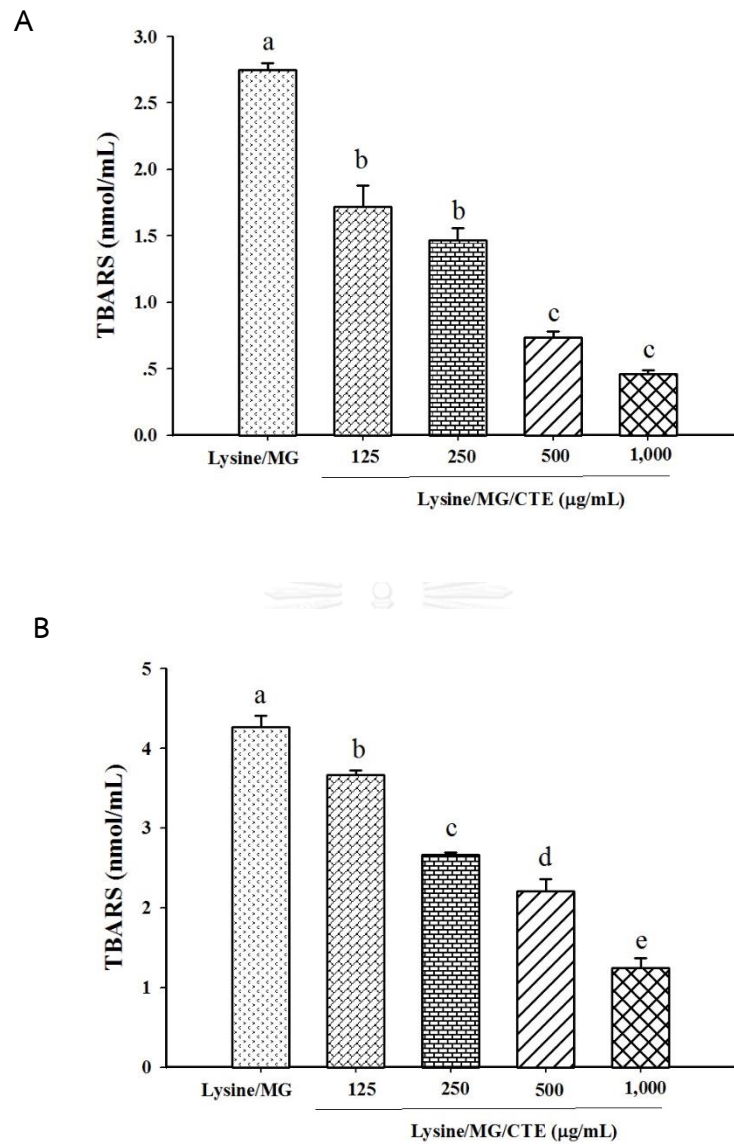 A
TBARS (nmol/mL)
3.0
2.5
2.0
1.5
1.0
.5
0.0
a
b
b
c
c
Lysine/MG 125 250 500 1,000
Lysine/MG/CTE (µg/mL)
B
TBARS (nmol/mL)
5
4
3
2
1
0
a
b
c
d
e
Lysine/MG 125 250 500 1,000
Lysine/MG/CTE (µg/mL)